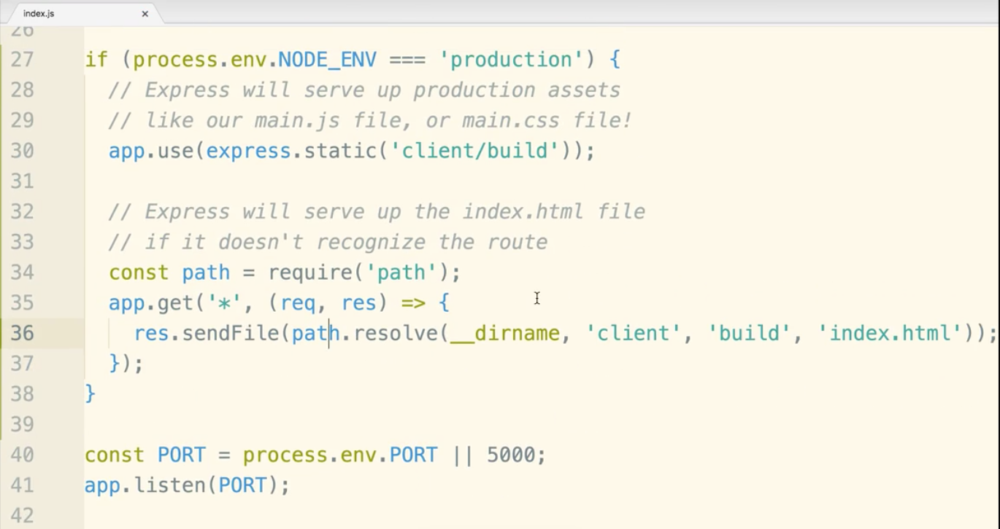 index.js
26
27 if (process.env.NODE_ENV === 'production') {
28   // Express will serve up production assets
29   // like our main.js file, or main.css file!
30   app.use(express.static('client/build'));
31
32   // Express will serve up the index.html file
33   // if it doesn't recognize the route
34   const path = require('path');
35   app.get('*', (req, res) => {
36     res.sendFile(path.resolve(__dirname, 'client', 'build', 'index.html'));
37   });
38 }
39
40 const PORT = process.env.PORT || 5000;
41 app.listen(PORT);
42